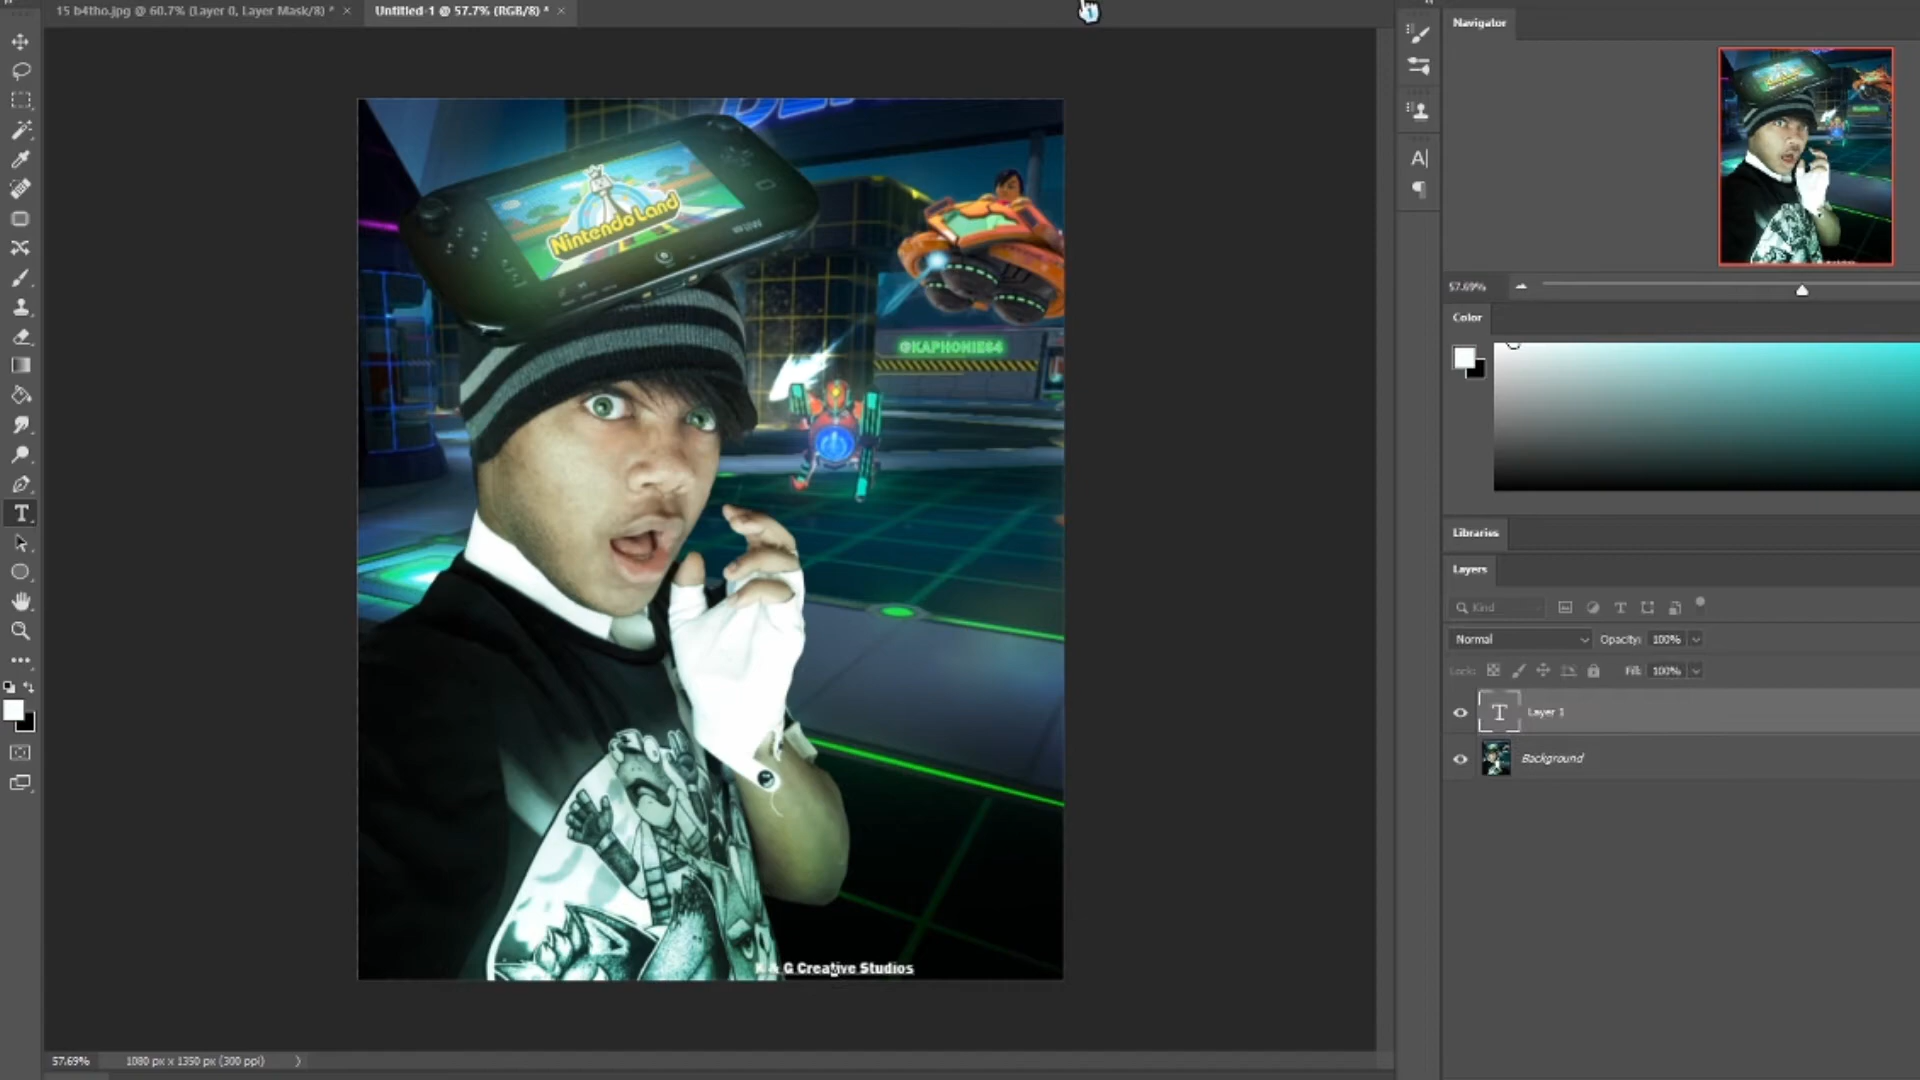 15 b4tho.jpg @ 60.7% (Layer 0, Layer Mask/8) * ×
Untitled-1 @ 57.7% (RGB/8) * ×
Navigator
57.69%
Color
Libraries
Layers
Kind
Normal
Opacity: 100%
Lock:
Fill: 100%
T Layer 1
Background
Nintendo Land
Wii U
@KAPHONIE64
K & G Creative Studios
57.69%
1080 px x 1350 px (300 ppi)